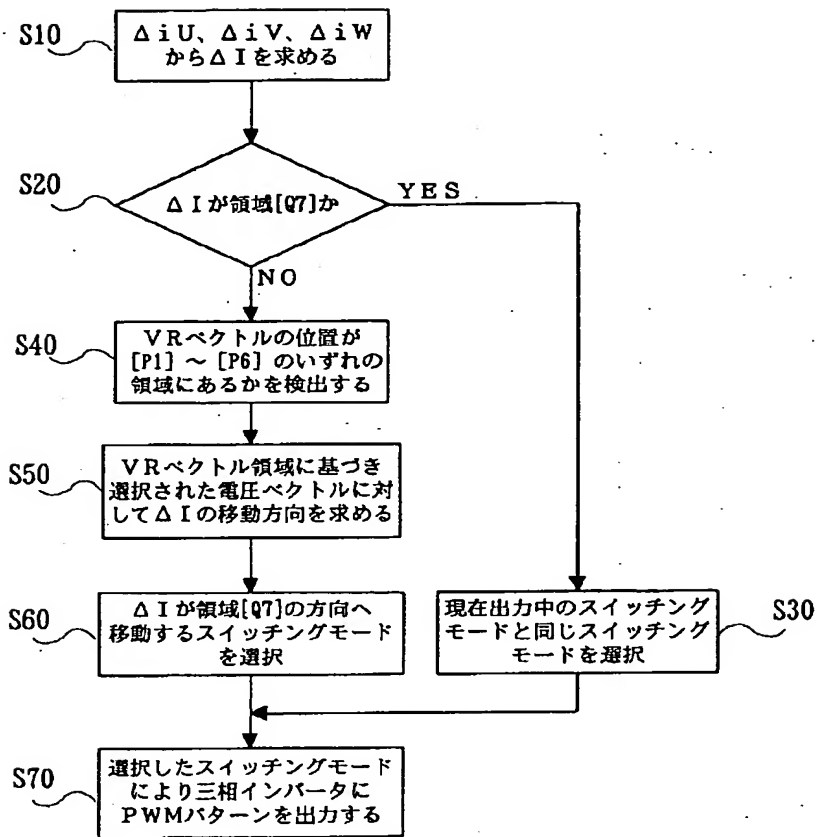 S10
ΔiU、ΔiV、ΔiW
からΔIを求める
S20
ΔIが領域[Q7]か
YES
NO
S40
VRベクトルの位置が
[P1]～[P6]のいずれの
領域にあるかを検出する
S50
VRベクトル領域に基づき
選択された電圧ベクトルに対
してΔIの移動方向を求める
S60
ΔIが領域[Q7]の方向へ
移動するスイッチングモード
を選択
現在出力中のスイッチング
モードと同じスイッチング
モードを選択
S30
S70
選択したスイッチングモード
により三相インバータに
PWMパターンを出力する